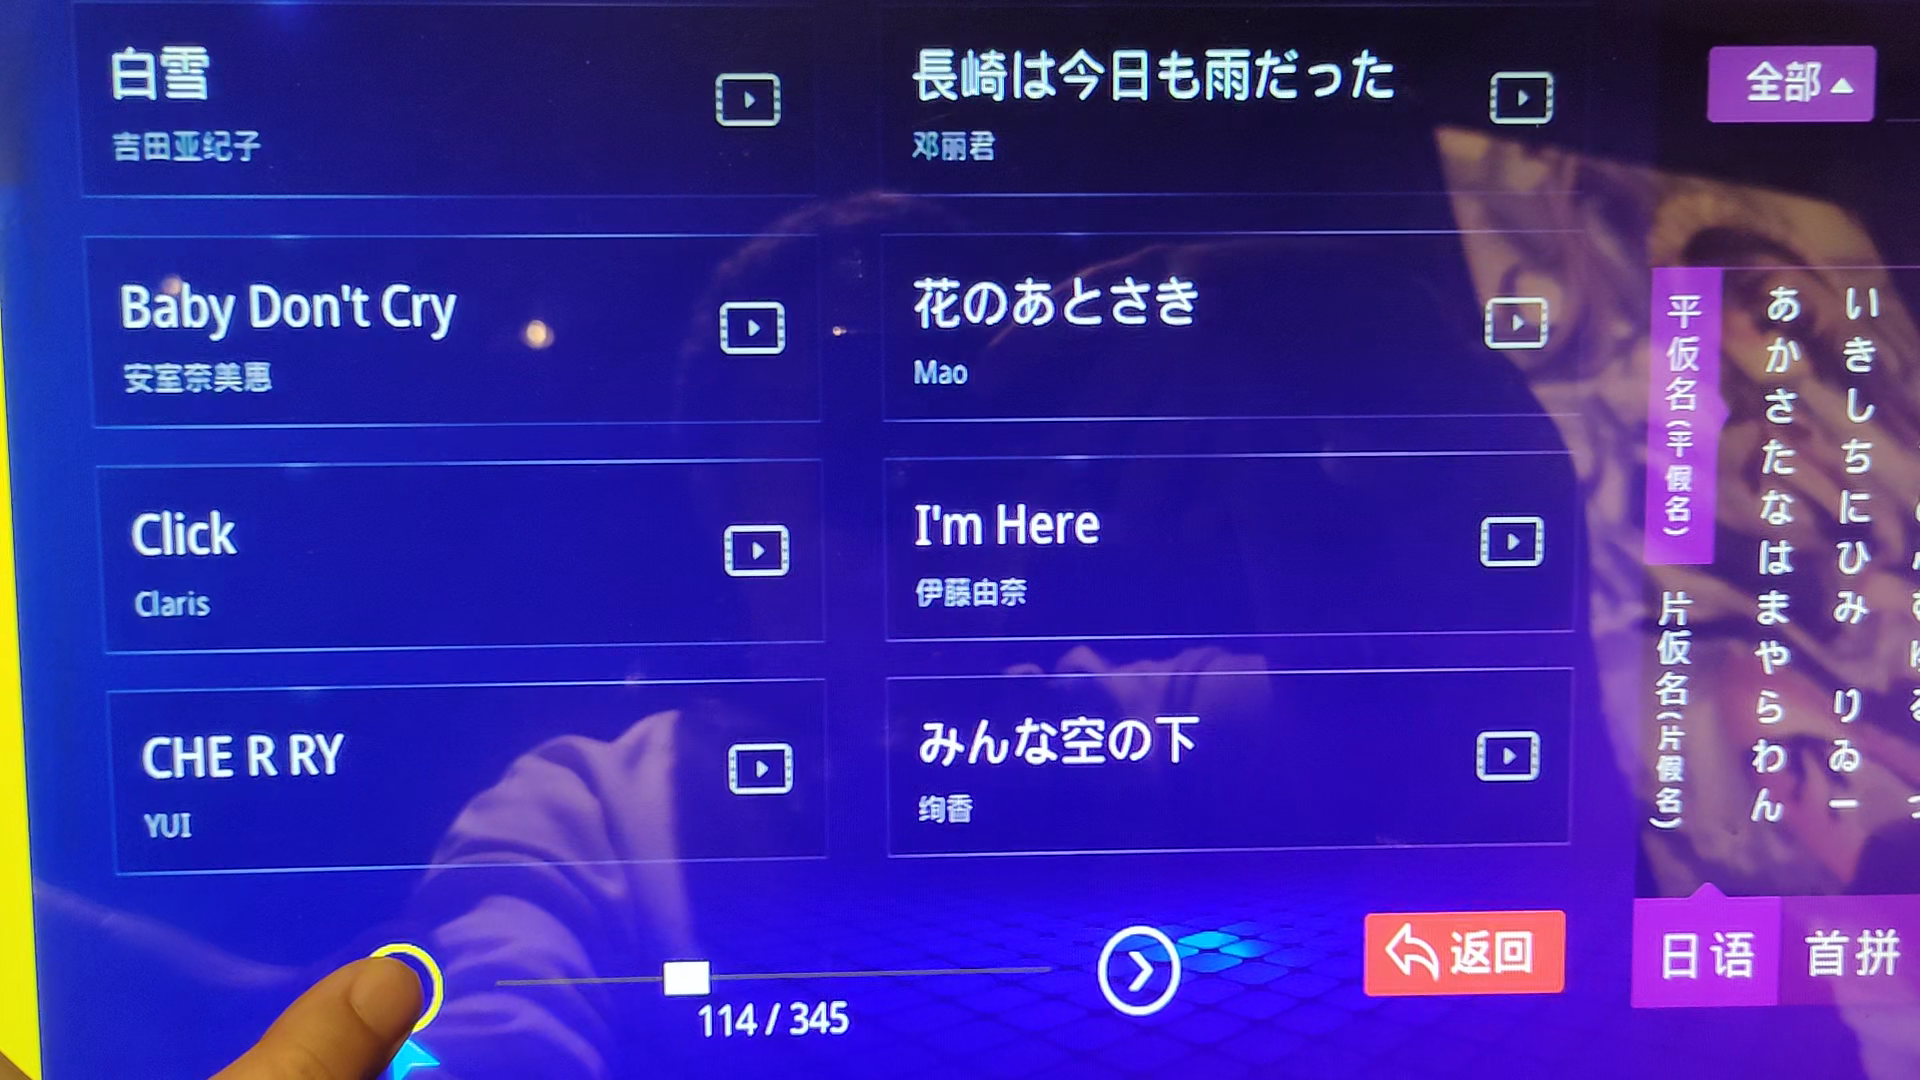 白雪
吉田亚纪子
長崎は今日も雨だった
邓丽君
Baby Don't Cry
安室奈美恵
花のあとさき
Mao
Click
Claris
I'm Here
伊藤由奈
CHE R RY
YUI
みんな空の下
绚香
114 / 345
返回
全部
平仮名(平假名)
片仮名(片假名)
あかさたなはまやらわん
いきしちにひみ りゐー
日语
首拼